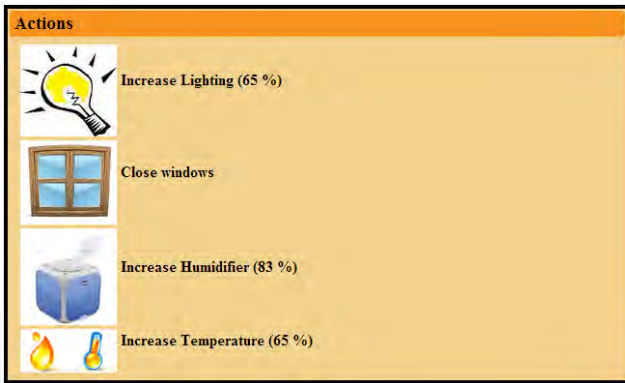 Actions
Increase Lighting (65 %)
Close windows
Increase Humidifier (83 %)
Increase Temperature (65 %)